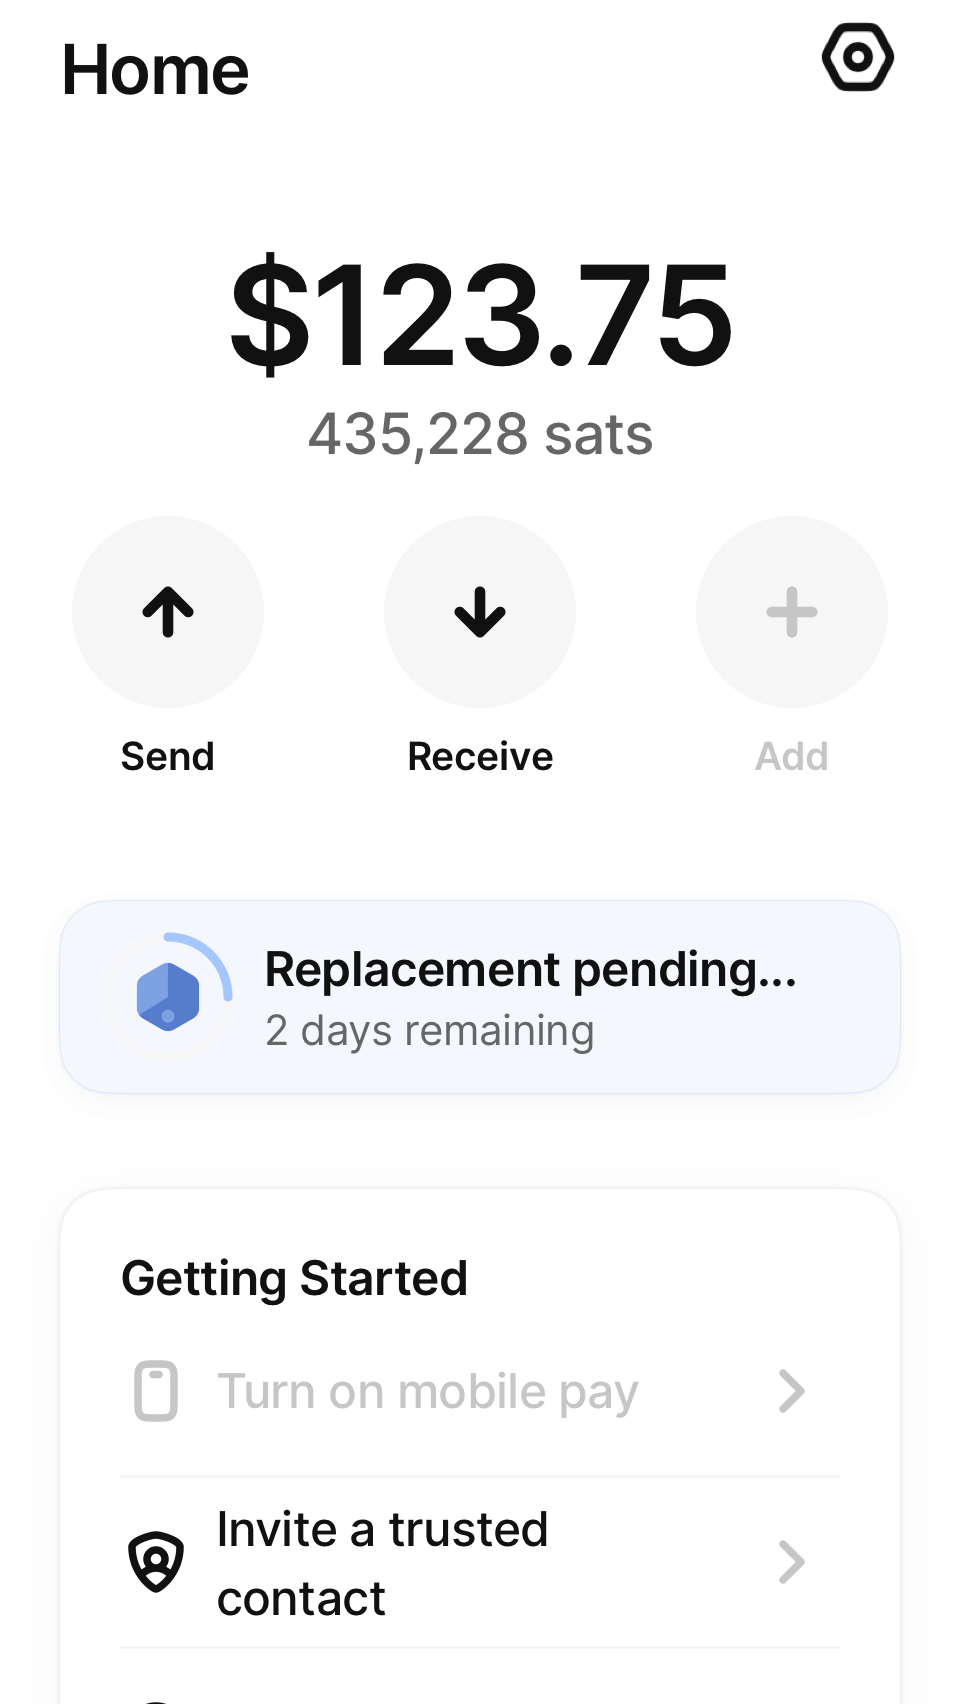 Home
$123.75
435,228 sats
Send
Receive
Add
Replacement pending...
2 days remaining
Getting Started
Turn on mobile pay
Invite a trusted
contact